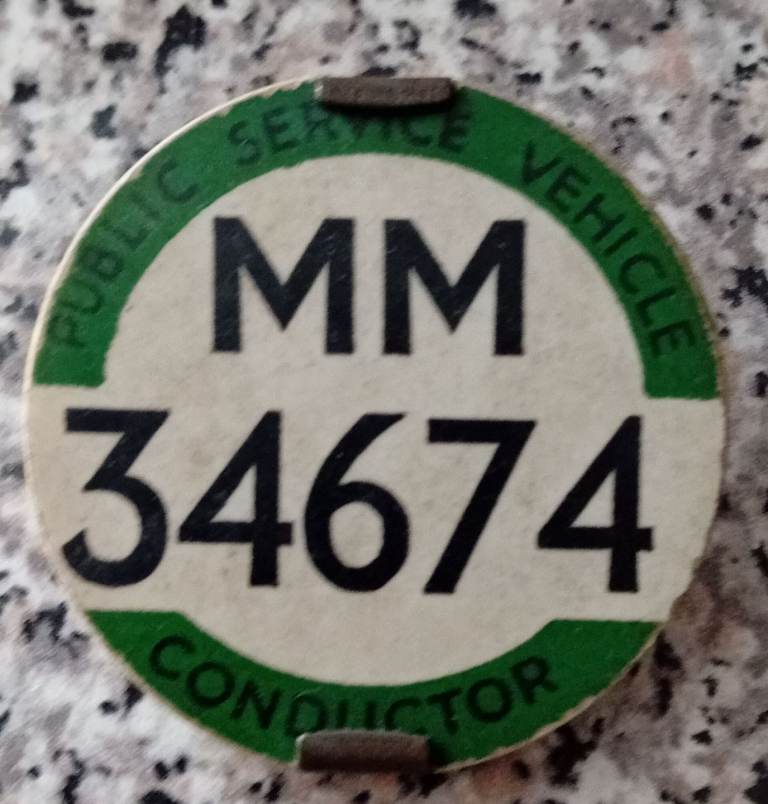 PUBLIC SERVICE VEHICLE
MM
34674
CONDUCTOR